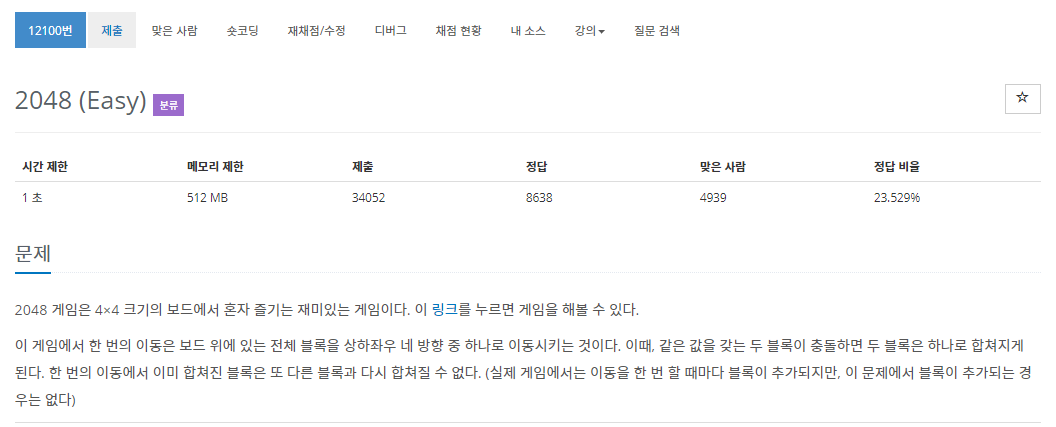 12100번 제출 맞은 사람 숏코딩 재채점/수정 디버그 채점 현황 내 소스 강의 질문 검색
2048 (Easy) 분류
시간 제한 메모리 제한 제출 정답 맞은 사람 정답 비율
1 초 512 MB 34052 8638 4939 23.529%
문제
2048 게임은 4×4 크기의 보드에서 혼자 즐기는 재미있는 게임이다. 이 링크를 누르면 게임을 해볼 수 있다.
이 게임에서 한 번의 이동은 보드 위에 있는 전체 블록을 상하좌우 네 방향 중 하나로 이동시키는 것이다. 이때, 같은 값을 갖는 두 블록이 충돌하면 두 블록은 하나로 합쳐지게
된다. 한 번의 이동에서 이미 합쳐진 블록은 또 다른 블록과 다시 합쳐질 수 없다. (실제 게임에서는 이동을 한 번 할 때마다 블록이 추가되지만, 이 문제에서 블록이 추가되는 경
우는 없다)